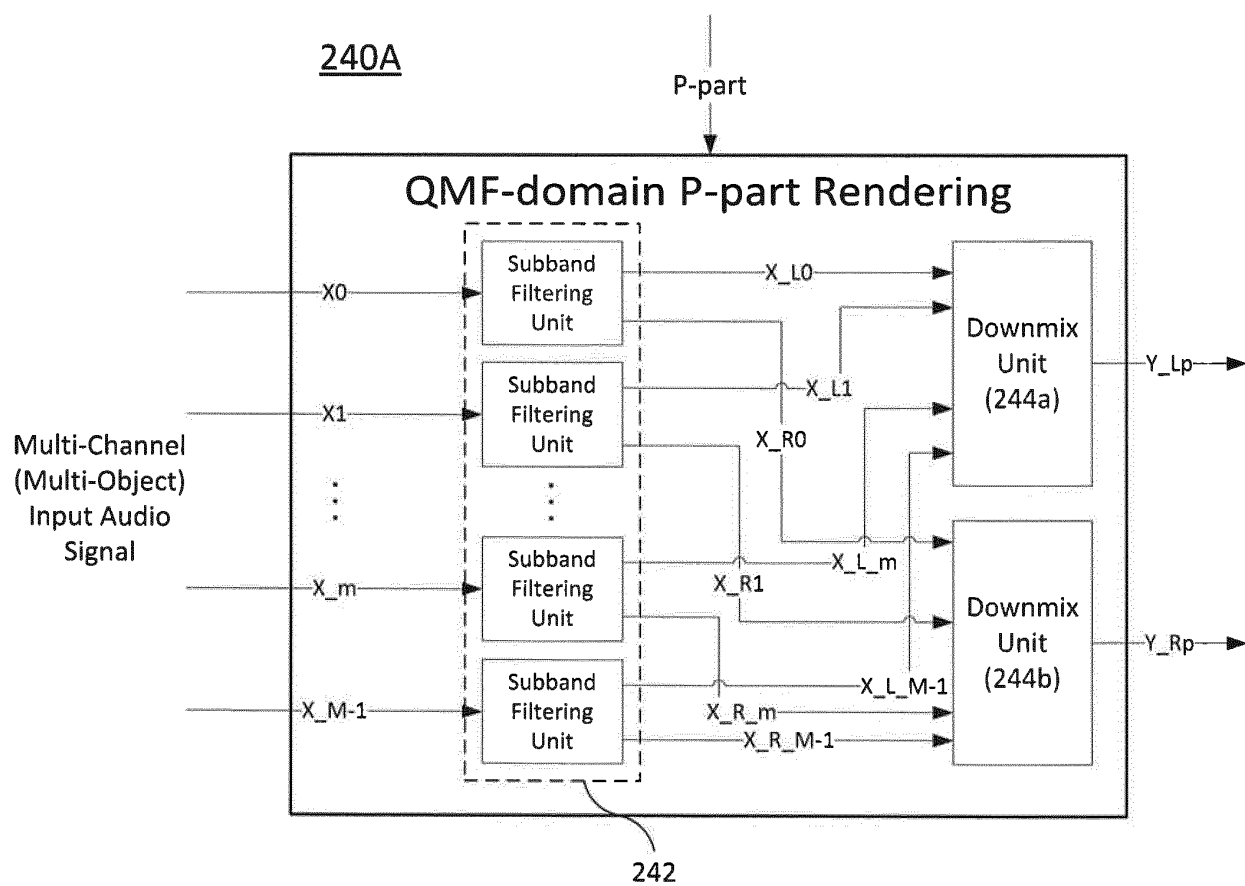 240A
P-part
QMF-domain P-part Rendering
Multi-Channel
(Multi-Object)
Input Audio
Signal
X0
X1
X_m
X_M-1
Subband
Filtering
Unit
Subband
Filtering
Unit
Subband
Filtering
Unit
Subband
Filtering
Unit
X_L0
X_L1
X_R0
X_L_m
X_R1
X_L_M-1
X_R_m
X_R_M-1
Downmix
Unit
(244a)
Downmix
Unit
(244b)
Y_Lp
Y_Rp
242